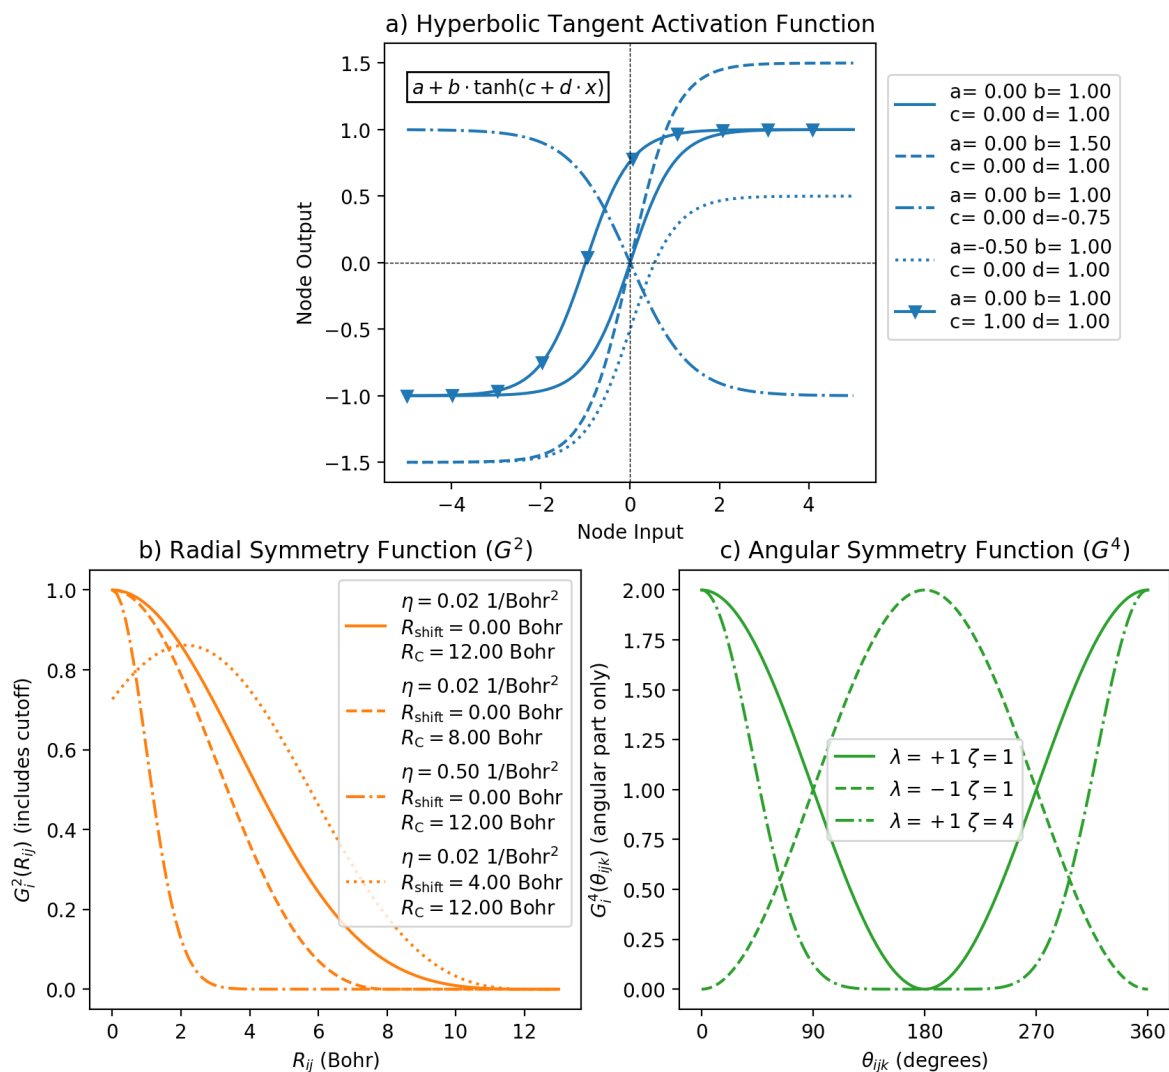 a) Hyperbolic Tangent Activation Function
a + b · tanh(c + d · x)
1.5
1.0
0.5
0.0
−0.5
−1.0
−1.5
Node Output
−4 −2 0 2 4
Node Input
a= 0.00 b= 1.00
c= 0.00 d= 1.00
a= 0.00 b= 1.50
c= 0.00 d= 1.00
a= 0.00 b= 1.00
c= 0.00 d=-0.75
a=-0.50 b= 1.00
c= 0.00 d= 1.00
a= 0.00 b= 1.00
c= 1.00 d= 1.00
b) Radial Symmetry Function (G²)
1.0
0.8
0.6
0.4
0.2
0.0
G²ᵢ(Rᵢⱼ) (includes cutoff)
0 2 4 6 8 10 12
Rᵢⱼ (Bohr)
η = 0.02 1/Bohr²
R_shift = 0.00 Bohr
R_C = 12.00 Bohr
η = 0.02 1/Bohr²
R_shift = 0.00 Bohr
R_C = 8.00 Bohr
η = 0.50 1/Bohr²
R_shift = 0.00 Bohr
R_C = 12.00 Bohr
η = 0.02 1/Bohr²
R_shift = 4.00 Bohr
R_C = 12.00 Bohr
c) Angular Symmetry Function (G⁴)
2.00
1.75
1.50
1.25
1.00
0.75
0.50
0.25
0.00
G⁴ᵢ(θᵢⱼₖ) (angular part only)
0 90 180 270 360
θᵢⱼₖ (degrees)
λ = +1 ζ = 1
λ = −1 ζ = 1
λ = +1 ζ = 4